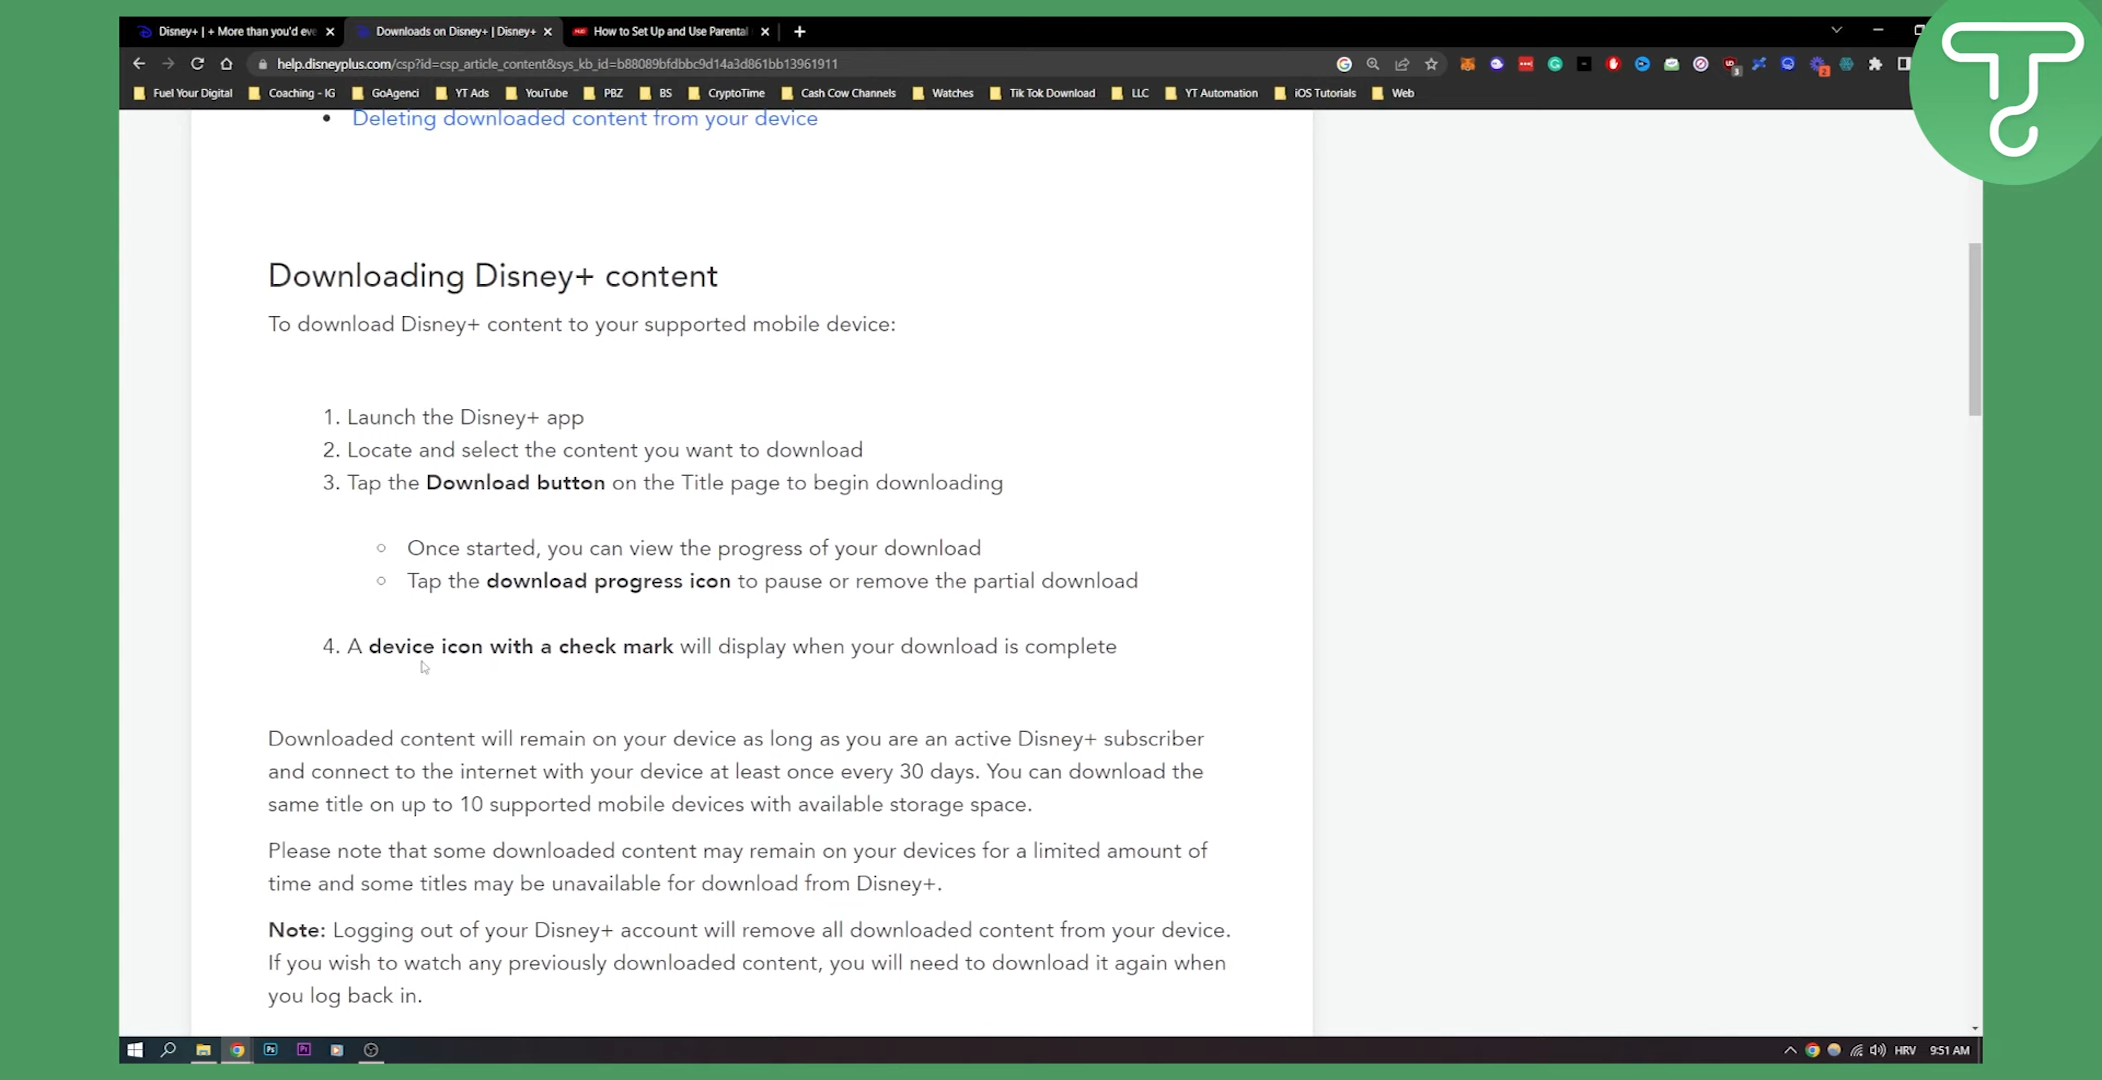 Disney+ | + More than you'd eve
Downloads on Disney+ | Disney+
How to Set Up and Use Parental
help.disneyplus.com/csp?id=csp_article_content&sys_kb_id=b88089bfdbbc9d14a3d861bb13961911
Fuel Your Digital
Coaching - IG
GoAgenci
YT Ads
YouTube
PBZ
BS
CryptoTime
Cash Cow Channels
Watches
Tik Tok Download
LLC
YT Automation
iOS Tutorials
Web
• Deleting downloaded content from your device
Downloading Disney+ content
To download Disney+ content to your supported mobile device:
1. Launch the Disney+ app
2. Locate and select the content you want to download
3. Tap the Download button on the Title page to begin downloading
○ Once started, you can view the progress of your download
○ Tap the download progress icon to pause or remove the partial download
4. A device icon with a check mark will display when your download is complete
Downloaded content will remain on your device as long as you are an active Disney+ subscriber
and connect to the internet with your device at least once every 30 days. You can download the
same title on up to 10 supported mobile devices with available storage space.
Please note that some downloaded content may remain on your devices for a limited amount of
time and some titles may be unavailable for download from Disney+.
Note: Logging out of your Disney+ account will remove all downloaded content from your device.
If you wish to watch any previously downloaded content, you will need to download it again when
you log back in.
HRV
9:51 AM